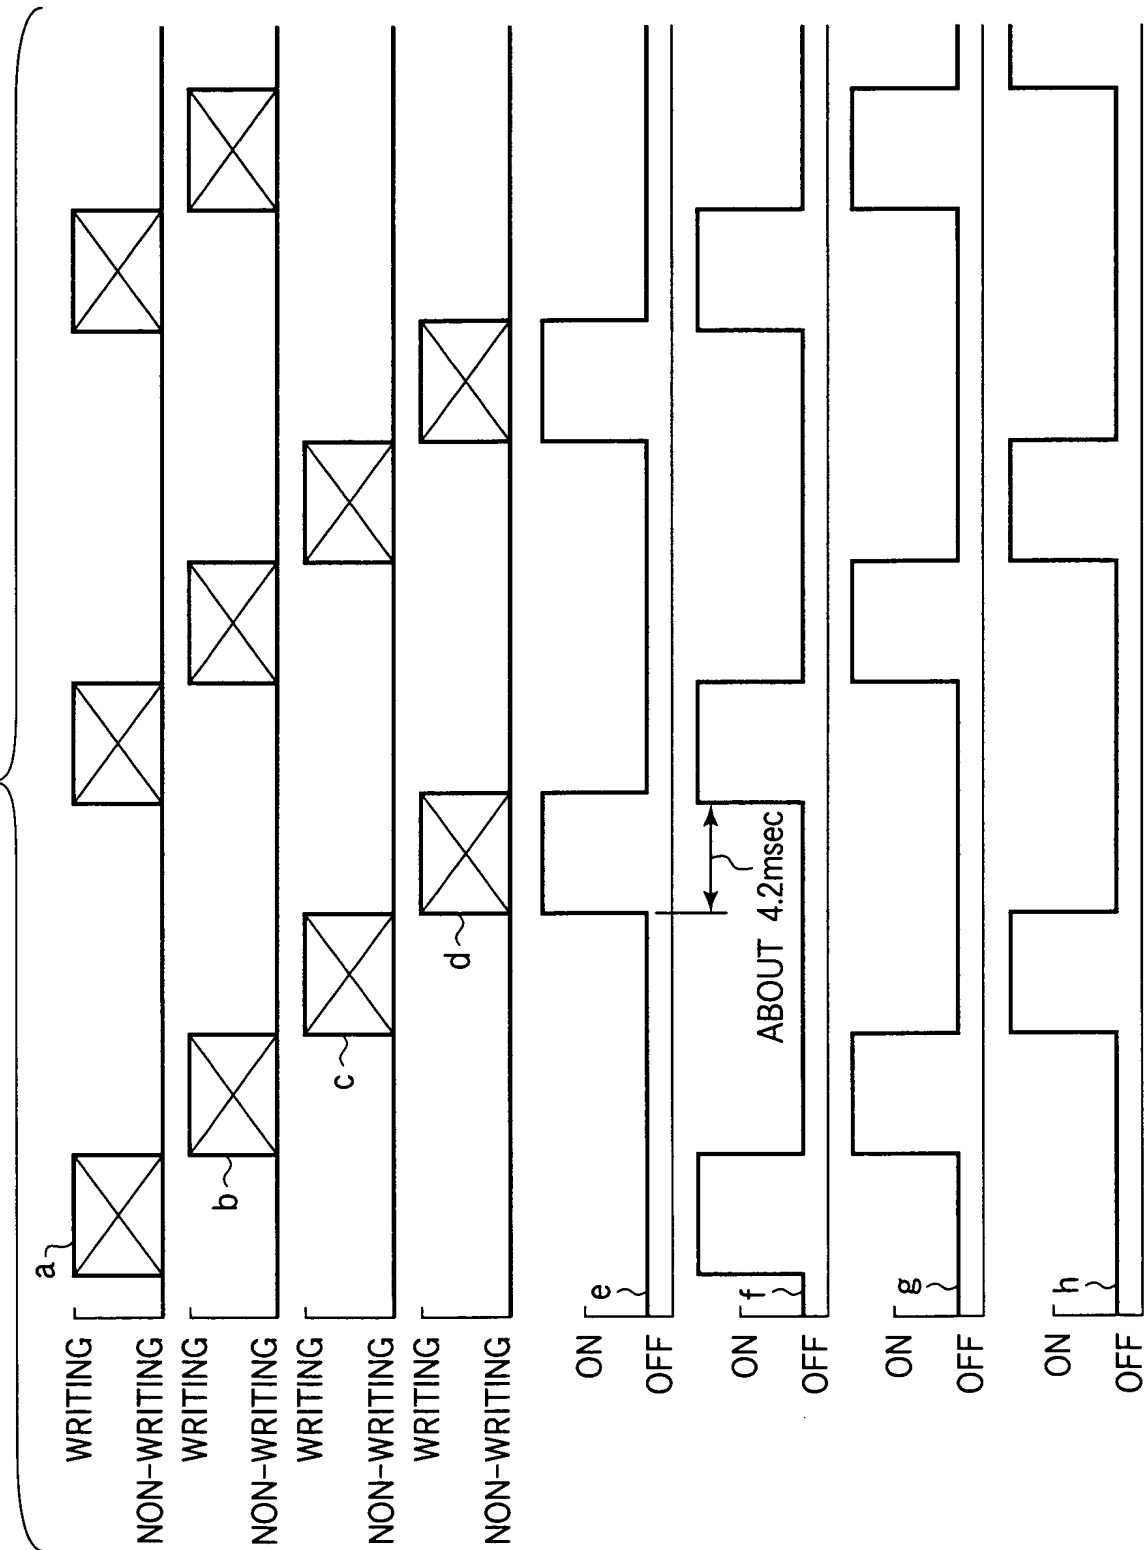 WRITING
NON-WRITING
a
WRITING
NON-WRITING
b
WRITING
NON-WRITING
c
WRITING
NON-WRITING
d
ON
OFF
e
ABOUT 4.2msec
ON
OFF
f
ON
OFF
g
ON
OFF
h